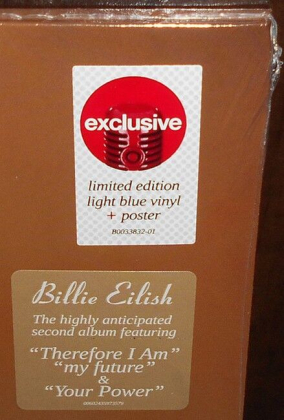 exclusive
limited edition
light blue vinyl
+ poster
B0033832-01
Billie Eilish
The highly anticipated
second album featuring
“Therefore I Am”
“my future”
&
“Your Power”